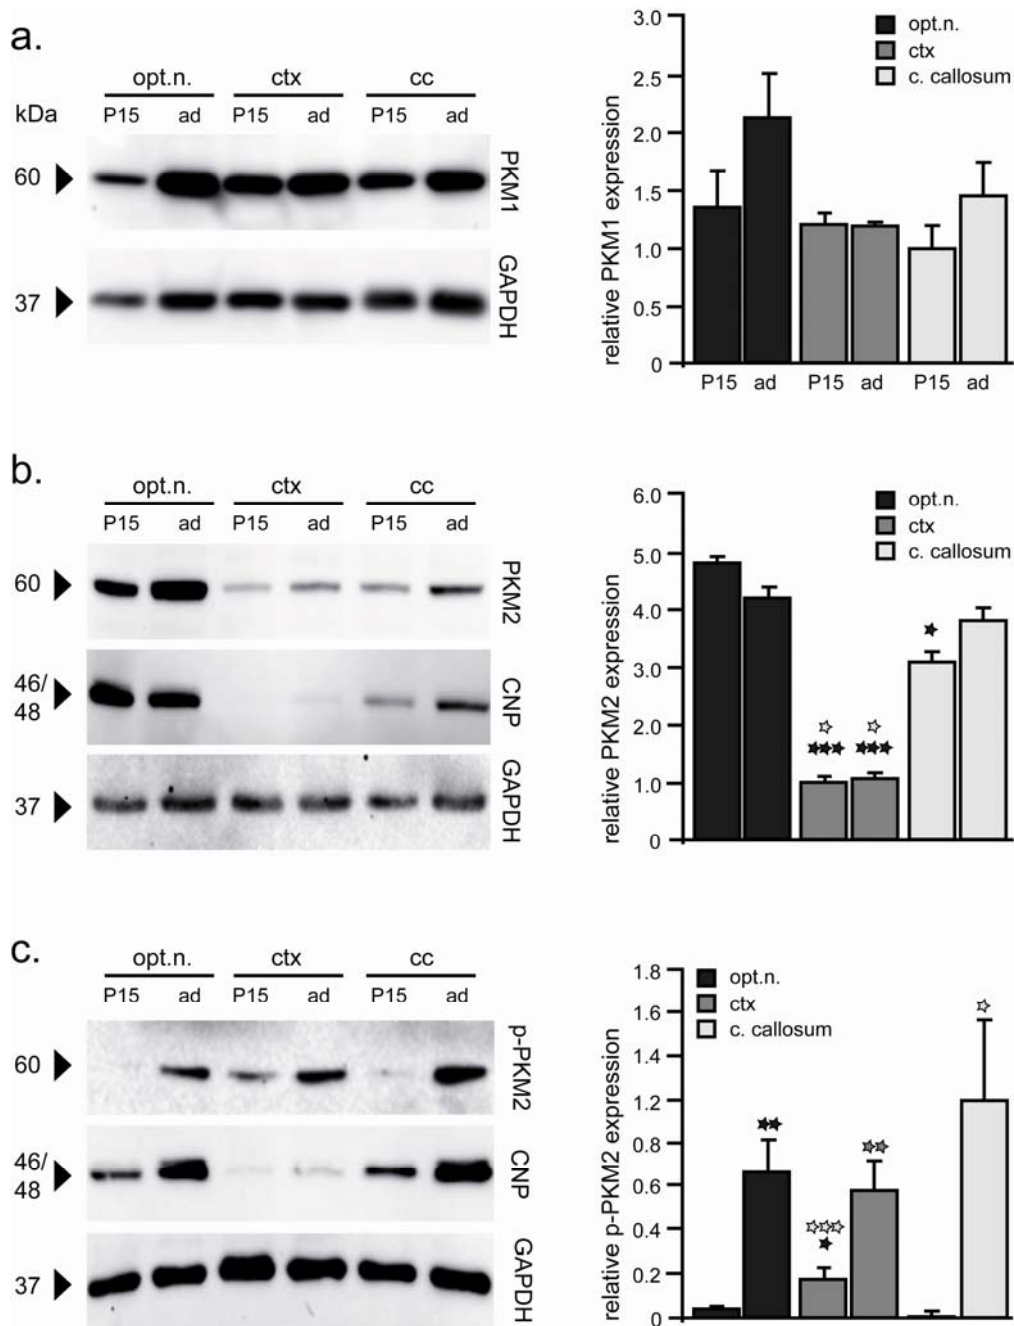 a.
opt.n. ctx cc
kDa P15 ad P15 ad P15 ad
60 PKM1
37 GAPDH
relative PKM1 expression
3.0
2.5
2.0
1.5
1.0
0.5
0
opt.n.
ctx
c. callosum
P15 ad P15 ad P15 ad
b.
opt.n. ctx cc
P15 ad P15 ad P15 ad
60 PKM2
46/
48 CNP
37 GAPDH
relative PKM2 expression
6.0
5.0
4.0
3.0
2.0
1.0
0
opt.n.
ctx
c. callosum
c.
opt.n. ctx cc
P15 ad P15 ad P15 ad
60 p-PKM2
46/
48 CNP
37 GAPDH
relative p-PKM2 expression
1.8
1.6
1.4
1.2
0.8
0.6
0.4
0.2
0
opt.n.
ctx
c. callosum